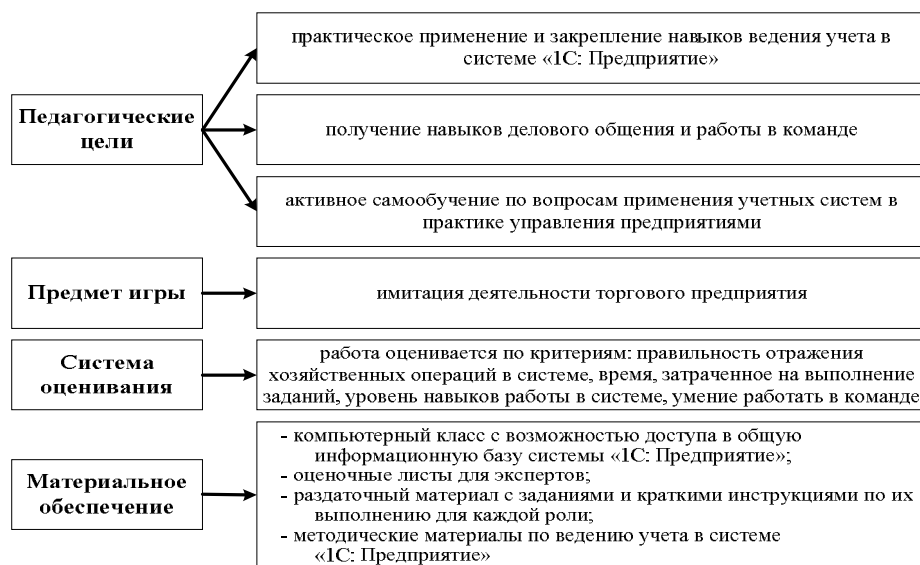 практическое применение и закрепление навыков ведения учета в
системе «1С: Предприятие»
Педагогические
цели
получение навыков делового общения и работы в команде
активное самообучение по вопросам применения учетных систем в
практике управления предприятиями
Предмет игры
имитация деятельности торгового предприятия
Система
оценивания
работа оценивается по критериям: правильность отражения
хозяйственных операций в системе, время, затраченное на выполнение
заданий, уровень навыков работы в системе, умение работать в команде
Материальное
обеспечение
- компьютерный класс с возможностью доступа в общую
информационную базу системы «1С: Предприятие»;
- оценочные листы для экспертов;
- раздаточный материал с заданиями и краткими инструкциями по их
выполнению для каждой роли;
- методические материалы по ведению учета в системе
«1С: Предприятие»